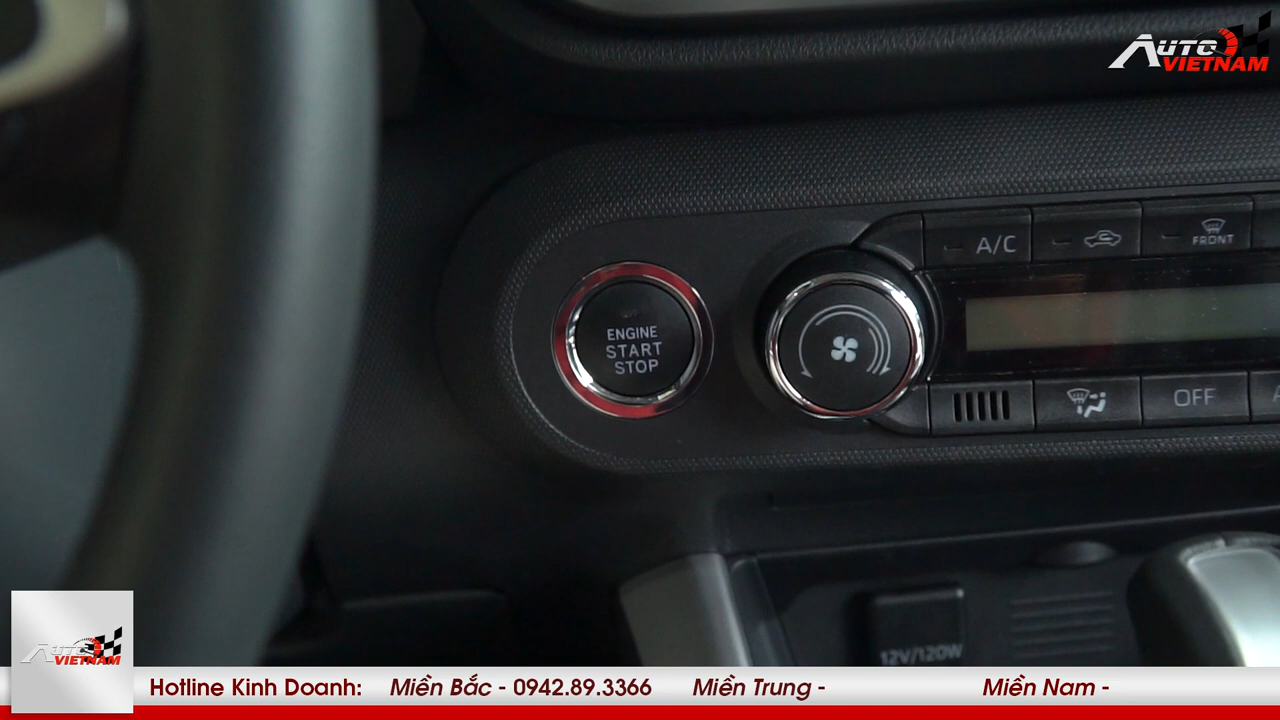 AUTO
VIETNAM
A/C
FRONT
ENGINE
START
STOP
OFF
12V/120W
AUTO
VIETNAM
Hotline Kinh Doanh: Miền Bắc - 0942.89.3366 Miền Trung - Miền Nam -